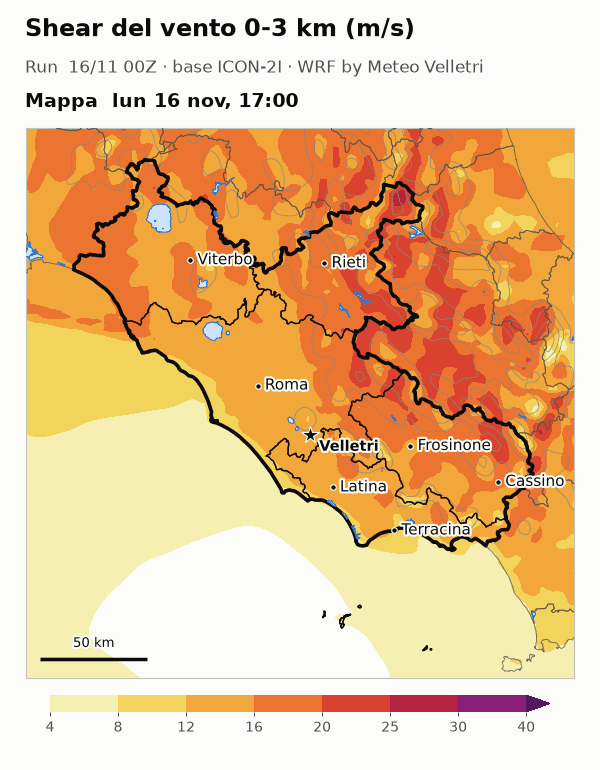 Shear del vento 0-3 km (m/s)
Run  16/11 00Z · base ICON-2I · WRF by Meteo Velletri
Mappa  lun 16 nov, 17:00
Viterbo
Rieti
Roma
Velletri
Frosinone
Latina
Cassino
Terracina
50 km
4 8 12 16 20 25 30 40